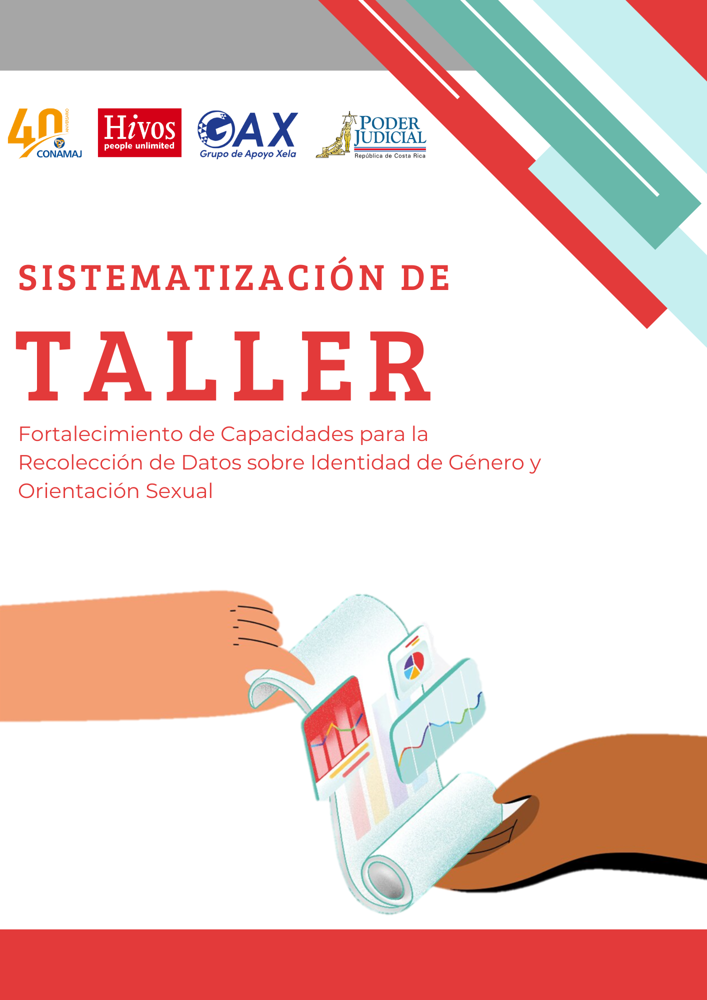 40 ANIVERSARIO
CONAMAJ
Hivos
people unlimited
GAX
Grupo de Apoyo Xela
PODER
JUDICIAL
República de Costa Rica
SISTEMATIZACIÓN DE
TALLER
Fortalecimiento de Capacidades para la
Recolección de Datos sobre Identidad de Género y
Orientación Sexual